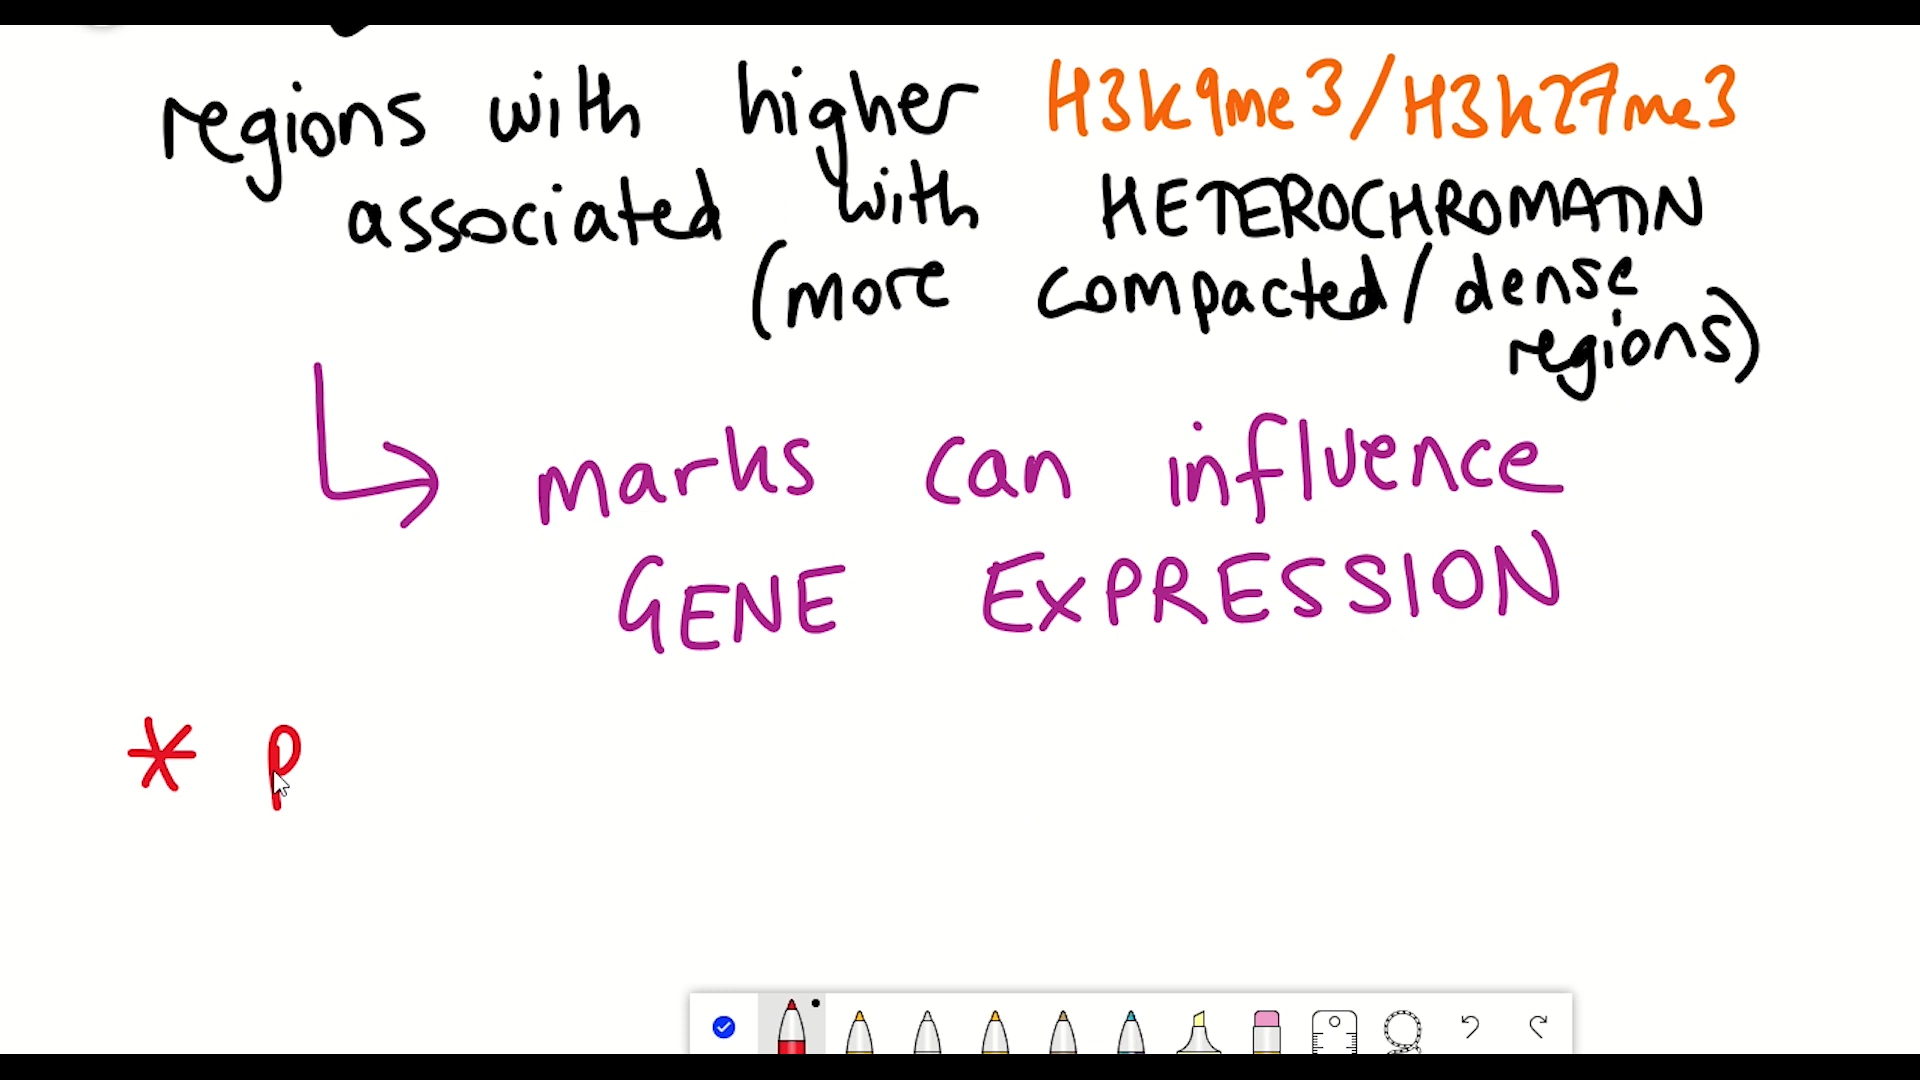 regions with higher H3k9me3/H3k27me3
associated with HETEROCHROMATIN
(more compacted/dense
regions)
marks can influence
GENE EXPRESSION
* P